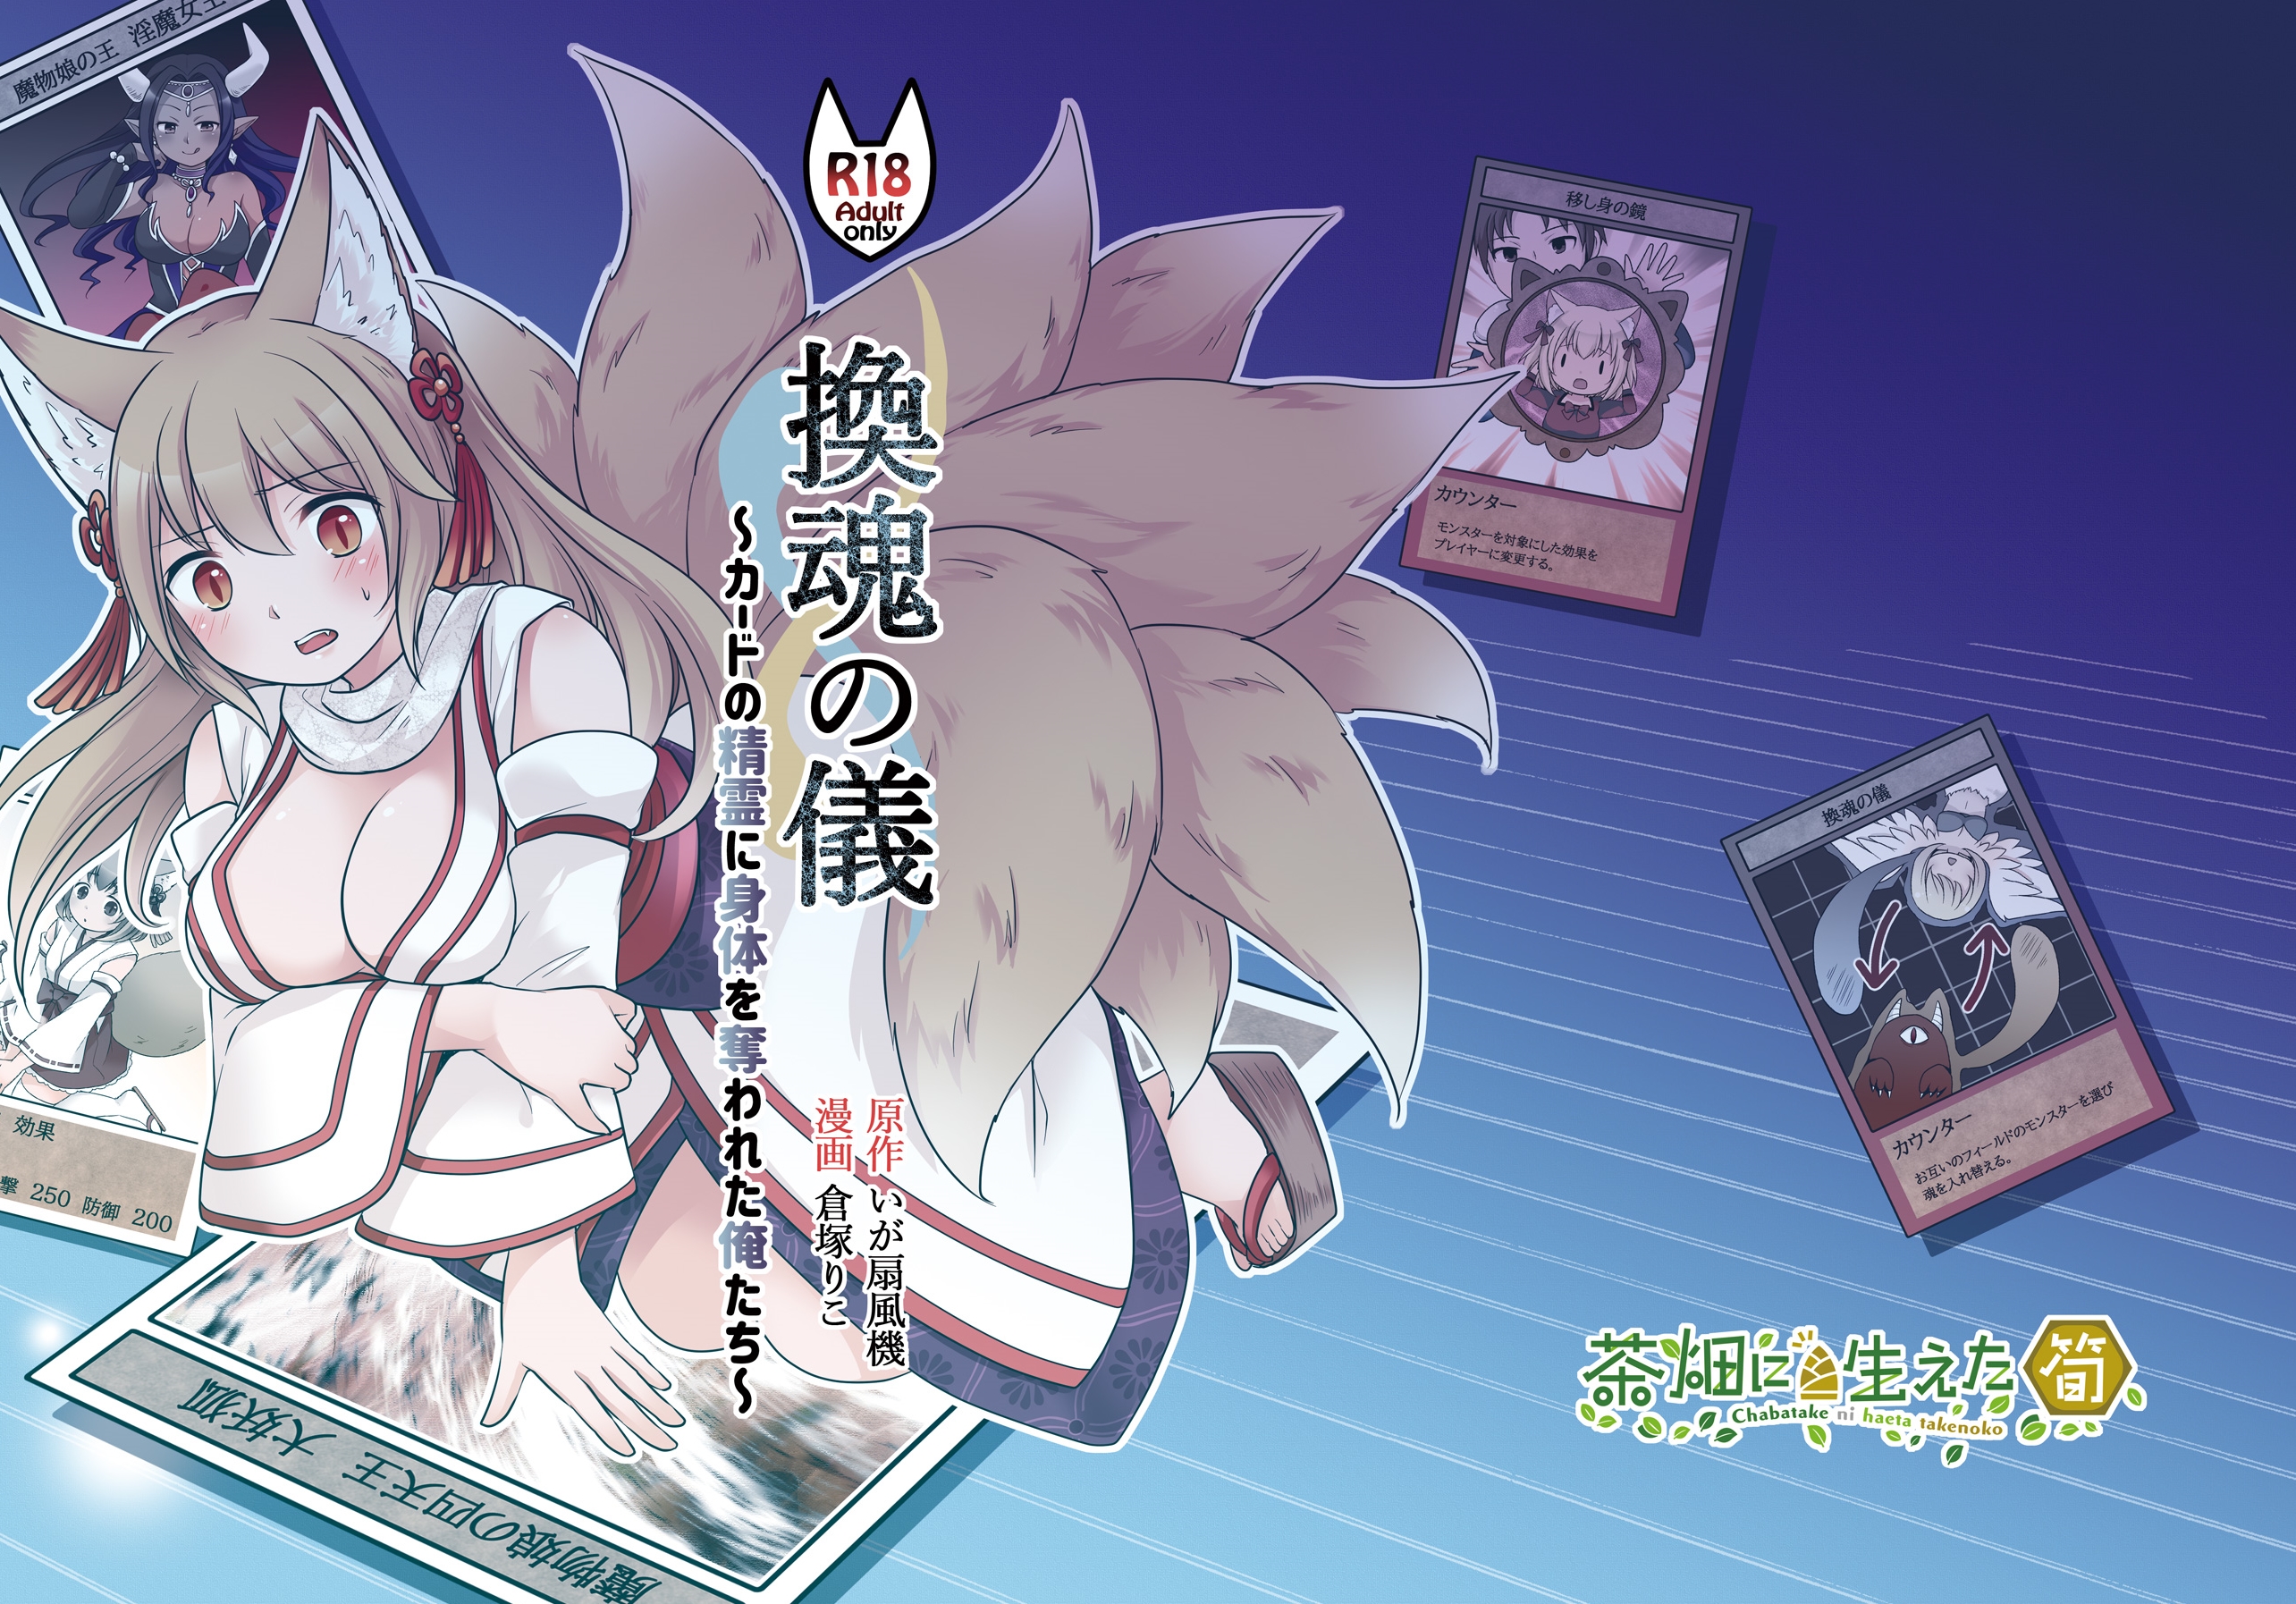 魔物娘の王 淫魔女王
R18
Adult
only
換魂の儀
~カードの精霊に身体を奪われた俺たち~
原作 いが扇風機
漫画 倉塚りこ
移し身の鏡
カウンター
モンスターを対象にした効果を
プレイヤーに変更する。
換魂の儀
カウンター
お互いのフィールドのモンスターを選び
魂を入れ替える。
効果
撃 250 防御 200
魔物娘の四天王 大妖狐
茶畑に生えた筍
Chabatake ni haeta takenoko